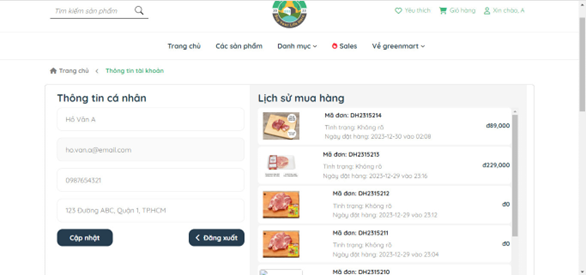 Tìm kiếm sản phẩm
Yêu thích
Giỏ hàng
Xin chào, A
Trang chủ
Các sản phẩm
Danh mục
Sales
Về greenmart
Trang chủ < Thông tin tài khoản
Thông tin cá nhân
Hồ Văn A
ho.van.a@email.com
0987654321
123 Đường ABC, Quận 1, TPHCM
Cập nhật
< Đăng xuất
Lịch sử mua hàng
Mã đơn: DH2315214
Tình trạng: Không rõ
đ89,000
Ngày đặt hàng: 2023-12-30 vào 02:08
Mã đơn: DH2315213
Tình trạng: Không rõ
đ229,000
Ngày đặt hàng: 2023-12-29 vào 23:16
Mã đơn: DH2315212
Tình trạng: Không rõ
đ0
Ngày đặt hàng: 2023-12-29 vào 23:12
Mã đơn: DH2315211
Tình trạng: Không rõ
đ0
Ngày đặt hàng: 2023-12-29 vào 23:04
Mã đơn: DH2315210